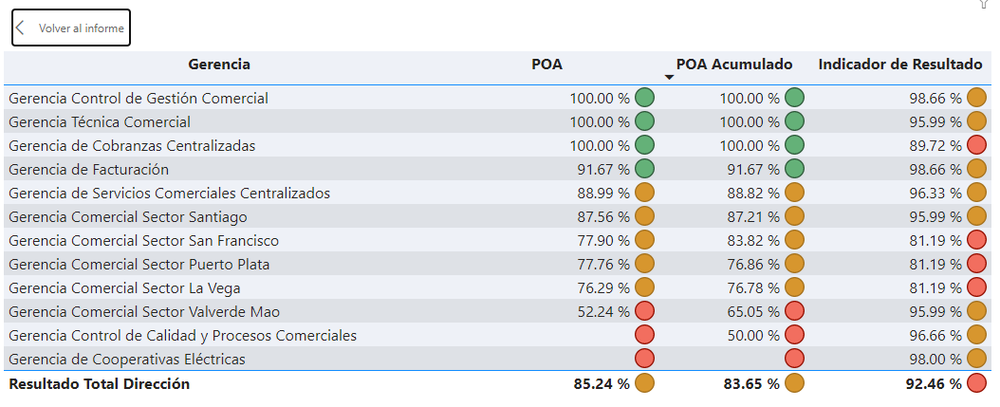 Volver al informe
Gerencia POA POA Acumulado Indicador de Resultado
Gerencia Control de Gestión Comercial 100.00 % 100.00 % 98.66 %
Gerencia Técnica Comercial 100.00 % 100.00 % 95.99 %
Gerencia de Cobranzas Centralizadas 100.00 % 100.00 % 89.72 %
Gerencia de Facturación 91.67 % 91.67 % 98.66 %
Gerencia de Servicios Comerciales Centralizados 88.99 % 88.82 % 96.33 %
Gerencia Comercial Sector Santiago 87.56 % 87.21 % 95.99 %
Gerencia Comercial Sector San Francisco 77.90 % 83.82 % 81.19 %
Gerencia Comercial Sector Puerto Plata 77.76 % 76.86 % 81.19 %
Gerencia Comercial Sector La Vega 76.29 % 76.78 % 81.19 %
Gerencia Comercial Sector Valverde Mao 52.24 % 65.05 % 95.99 %
Gerencia Control de Calidad y Procesos Comerciales 50.00 % 96.66 %
Gerencia de Cooperativas Eléctricas 98.00 %
Resultado Total Dirección 85.24 % 83.65 % 92.46 %